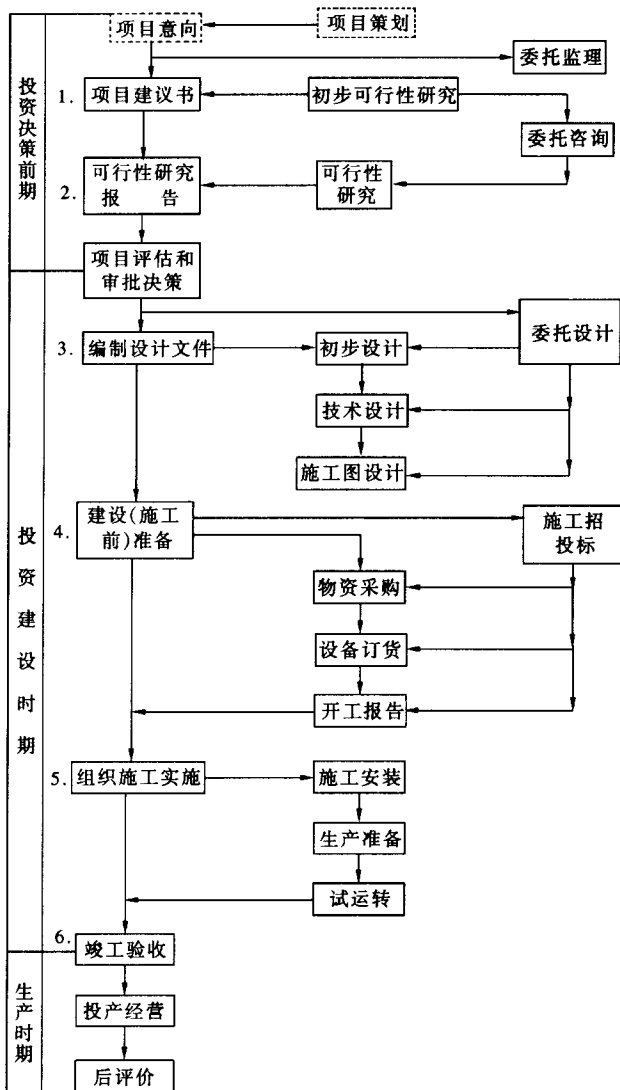 项目意向
项目策划
委托监理
1. 项目建议书
初步可行性研究
委托咨询
2. 可行性研究
报 告
可行性
研究
项目评估和
审批决策
投资决策前期
3. 编制设计文件
初步设计
委托设计
技术设计
施工图设计
4. 建设(施工
前)准备
施工招
投标
物资采购
设备订货
开工报告
投资建设时期
5. 组织施工实施
施工安装
生产准备
试运转
6. 竣工验收
生产时期
投产经营
后评价